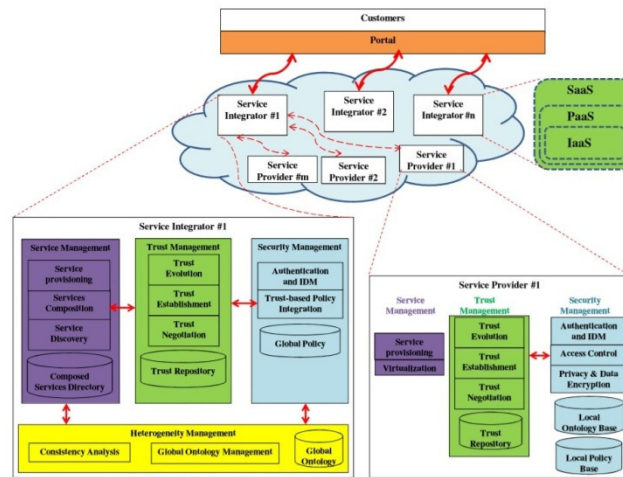 Customers
Portal
Service
Integrator #1
Service
Integrator #2
Service
Integrator #n
SaaS
PaaS
IaaS
Service
Provider #m
Service
Provider #2
Service
Provider #1
Service Integrator #1
Service Management
Trust Management
Security Management
Service
provisioning
Services
Composition
Service
Discovery
Composed
Services Directory
Trust
Evolution
Trust
Establishment
Trust
Negotiation
Trust Repository
Authentication
and IDM
Trust-based Policy
Integration
Global Policy
Heterogeneity Management
Consistency Analysis
Global Ontology Management
Global
Ontology
Service Provider #1
Service
Management
Trust
Management
Security
Management
Service
provisioning
Virtualization
Trust
Evolution
Trust
Establishment
Trust
Negotiation
Trust
Repository
Authentication
and IDM
Access Control
Privacy & Data
Encryption
Local
Ontology Base
Local
Policy Base